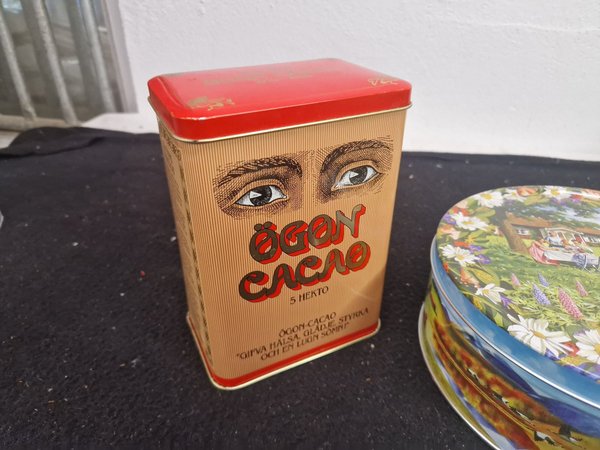 ÖGON
CACAO
5 HEKTO
ÖGON-CACAO
"GIFVA HÄLSA, GLÄDJE, STYRKA
OCH EN LUGN SÖMN!"